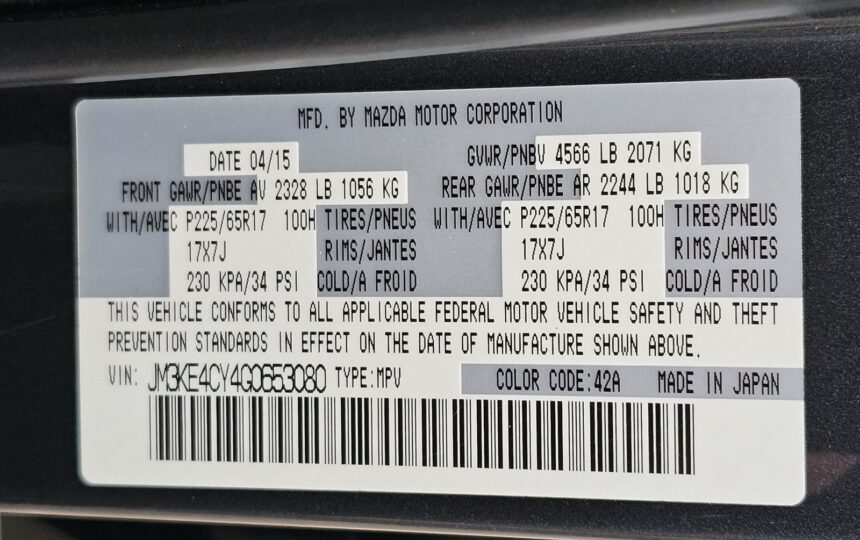 MFD. BY MAZDA MOTOR CORPORATION
DATE 04/15 GVWR/PNBV 4566 LB 2071 KG
FRONT GAWR/PNBE AV 2328 LB 1056 KG REAR GAWR/PNBE AR 2244 LB 1018 KG
WITH/AVEC P225/65R17 100H TIRES/PNEUS WITH/AVEC P225/65R17 100H TIRES/PNEUS
17X7J RIMS/JANTES 17X7J RIMS/JANTES
230 KPA/34 PSI COLD/A FROID 230 KPA/34 PSI COLD/A FROID
THIS VEHICLE CONFORMS TO ALL APPLICABLE FEDERAL MOTOR VEHICLE SAFETY AND THEFT
PREVENTION STANDARDS IN EFFECT ON THE DATE OF MANUFACTURE SHOWN ABOVE.
VIN: JM3KE4CY4G0653080 TYPE:MPV COLOR CODE:42A MADE IN JAPAN